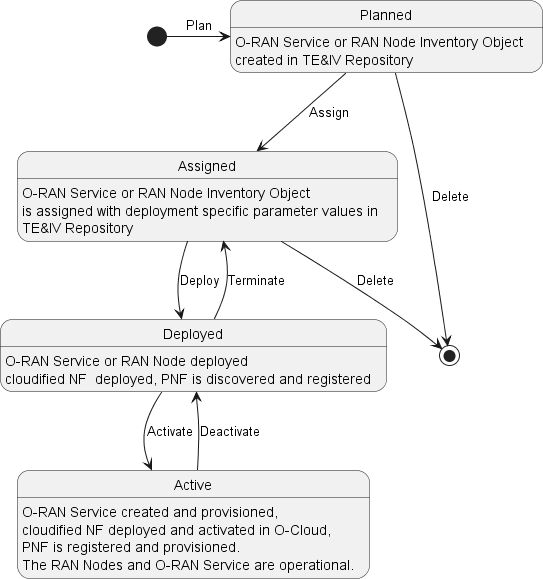 Planned
Plan
O-RAN Service or RAN Node Inventory Object
created in TE&IV Repository
Assign
Assigned
O-RAN Service or RAN Node Inventory Object
is assigned with deployment specific parameter values in
TE&IV Repository
Delete
Deploy
Terminate
Delete
Deployed
O-RAN Service or RAN Node deployed
cloudified NF  deployed, PNF is discovered and registered
Activate
Deactivate
Active
O-RAN Service created and provisioned,
cloudified NF deployed and activated in O-Cloud,
PNF is registered and provisioned.
The RAN Nodes and O-RAN Service are operational.